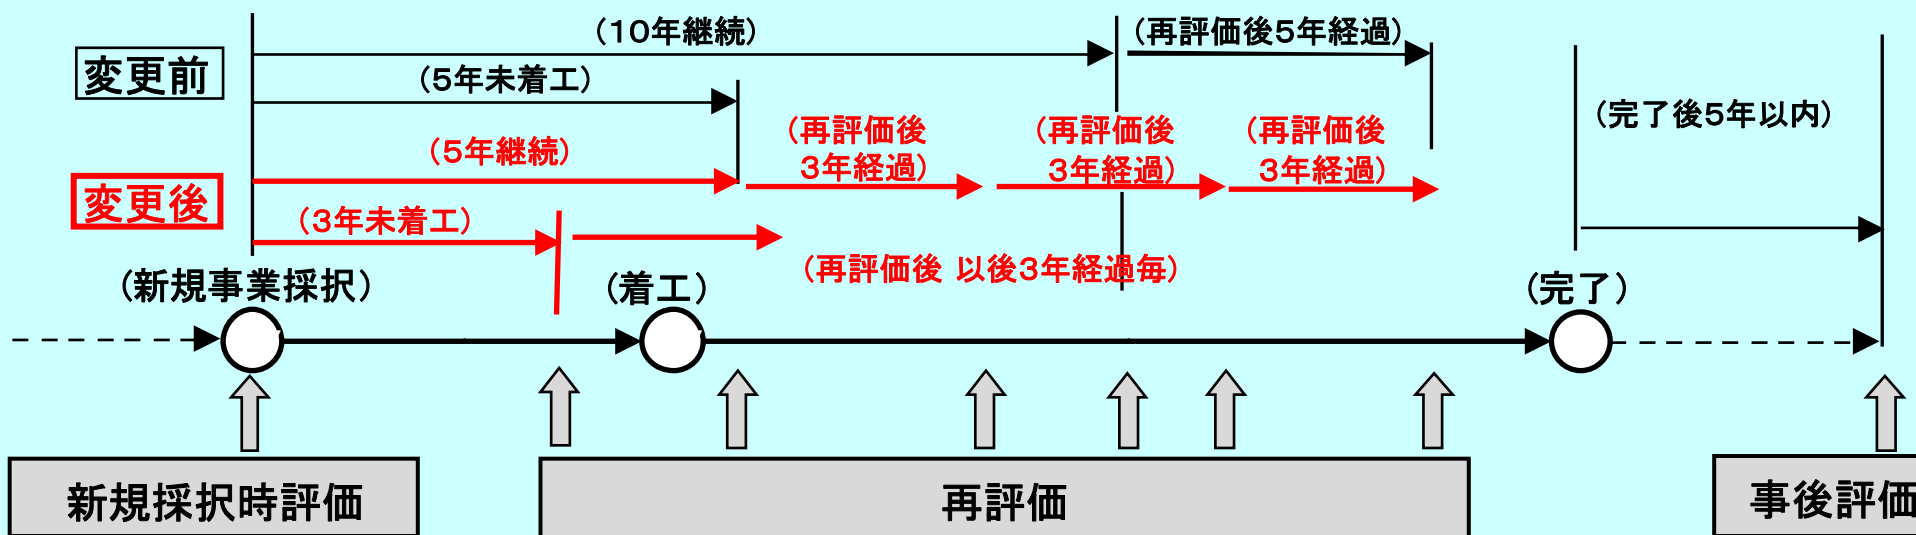 （１０年継続）
（再評価後５年経過）
変更前
（５年未着工）
（完了後５年以内）
（再評価後
３年経過）
（再評価後
３年経過）
（再評価後
３年経過）
（５年継続）
変更後
（３年未着工）
（再評価後 以後３年経過毎）
（新規事業採択）
（着工）
（完了）
新規採択時評価
再評価
事後評価